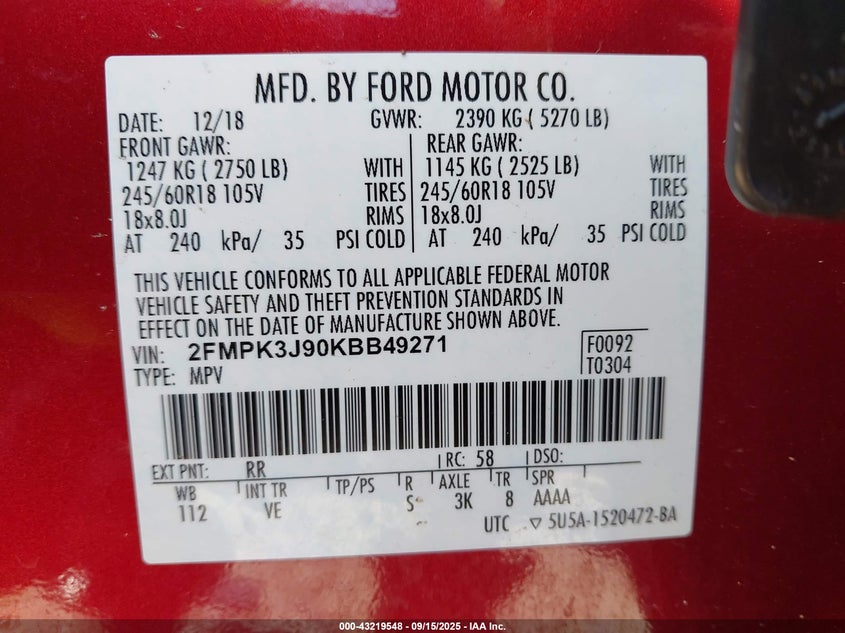 MFD. BY FORD MOTOR CO.
DATE: 12/18 GVWR: 2390 KG ( 5270 LB)
FRONT GAWR: REAR GAWR:
1247 KG ( 2750 LB) WITH 1145 KG ( 2525 LB) WITH
245/60R18 105V TIRES 245/60R18 105V TIRES
18x8.0J RIMS 18x8.0J RIMS
AT 240 kPa/ 35 PSI COLD AT 240 kPa/ 35 PSI COLD
THIS VEHICLE CONFORMS TO ALL APPLICABLE FEDERAL MOTOR
VEHICLE SAFETY AND THEFT PREVENTION STANDARDS IN
EFFECT ON THE DATE OF MANUFACTURE SHOWN ABOVE.
VIN: 2FMPK3J90KBB49271 F0092
TYPE: MPV T0304
EXT PNT: RR RC: 58 DSO:
WB INT TR TP/PS R AXLE TR SPR
112 VE S 3K 8 AAAA
UTC ▽ 5U5A-1520472-BA
000-43219548 - 09/15/2025 - IAA Inc.